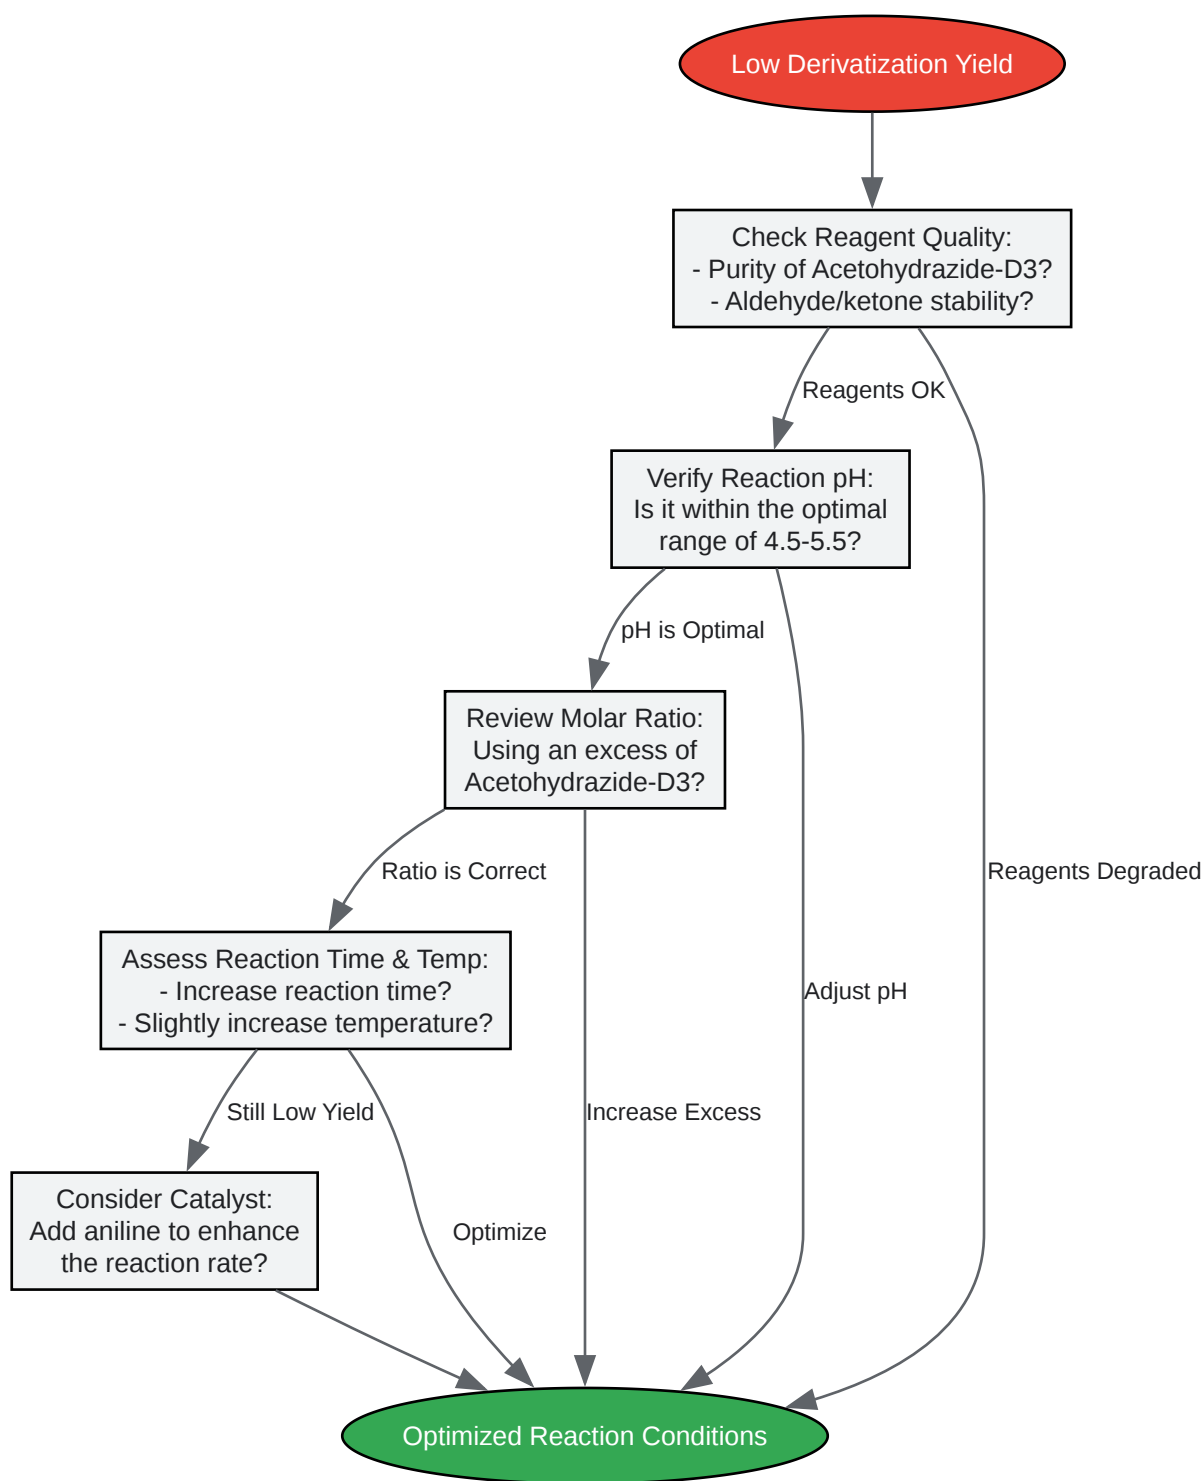 Low Derivatization Yield
Check Reagent Quality:
- Purity of Acetohydrazide-D3?
- Aldehyde/ketone stability?
Reagents OK
Verify Reaction pH:
Is it within the optimal
range of 4.5-5.5?
pH is Optimal
Review Molar Ratio:
Using an excess of
Acetohydrazide-D3?
Ratio is Correct
Reagents Degraded
Assess Reaction Time & Temp:
- Increase reaction time?
- Slightly increase temperature?
Adjust pH
Still Low Yield
Increase Excess
Consider Catalyst:
Add aniline to enhance
the reaction rate?
Optimize
Optimized Reaction Conditions